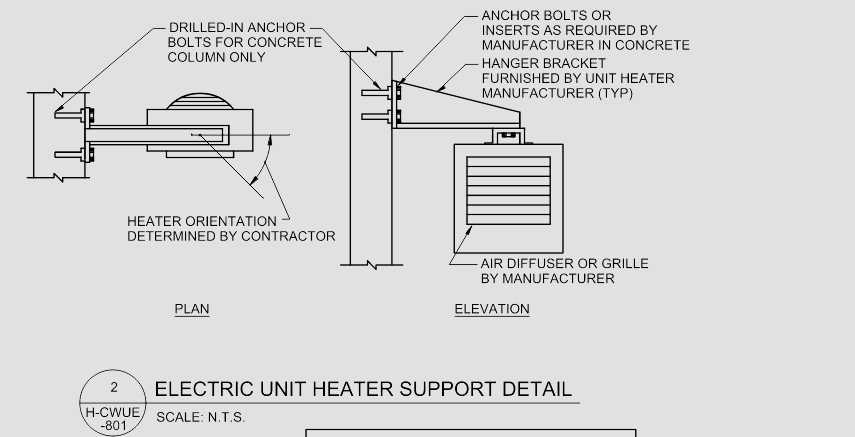 DRILLED-IN ANCHOR
BOLTS FOR CONCRETE
COLUMN ONLY
ANCHOR BOLTS OR
INSERTS AS REQUIRED BY
MANUFACTURER IN CONCRETE
HANGER BRACKET
FURNISHED BY UNIT HEATER
MANUFACTURER (TYP)
HEATER ORIENTATION
DETERMINED BY CONTRACTOR
AIR DIFFUSER OR GRILLE
BY MANUFACTURER
PLAN
ELEVATION
2
H-CWUE
-801
ELECTRIC UNIT HEATER SUPPORT DETAIL
SCALE: N.T.S.